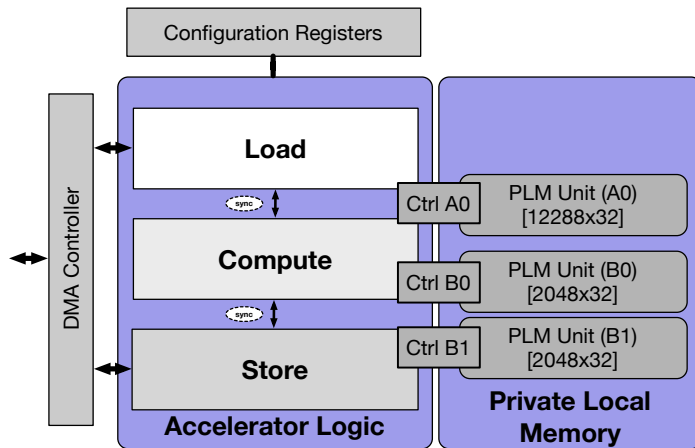 Configuration Registers
DMA Controller
Load
sync
Compute
sync
Store
Accelerator Logic
Ctrl A0
PLM Unit (A0)
[12288x32]
Ctrl B0
PLM Unit (B0)
[2048x32]
Ctrl B1
PLM Unit (B1)
[2048x32]
Private Local
Memory